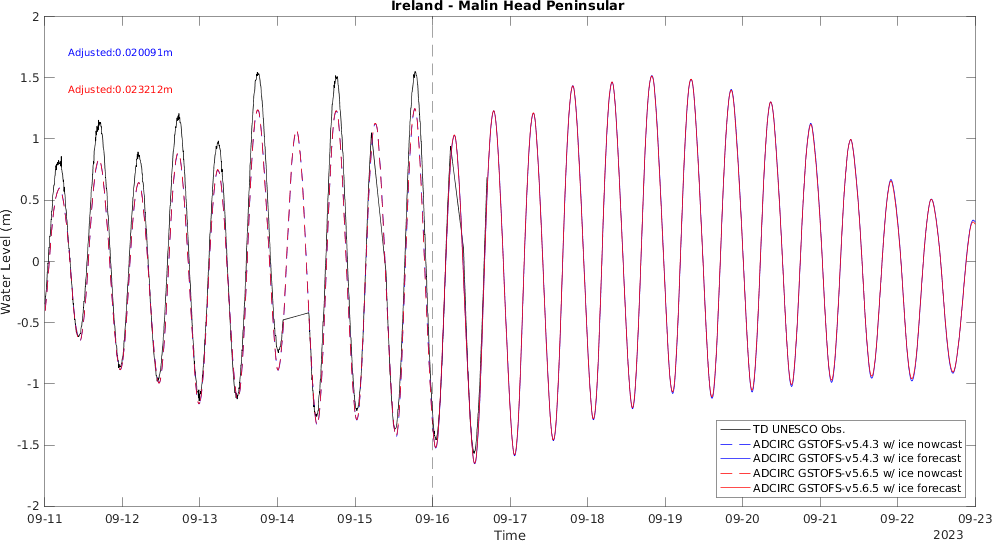 Ireland - Malin Head Peninsular
Adjusted:0.020091m
Adjusted:0.023212m
2
1.5
1
0.5
0
-0.5
-1
-1.5
-2
Water Level (m)
TD UNESCO Obs.
ADCIRC GSTOFS-v5.4.3 w/ ice nowcast
ADCIRC GSTOFS-v5.4.3 w/ ice forecast
ADCIRC GSTOFS-v5.6.5 w/ ice nowcast
ADCIRC GSTOFS-v5.6.5 w/ ice forecast
09-11 09-12 09-13 09-14 09-15 09-16 09-17 09-18 09-19 09-20 09-21 09-22 09-23
Time
2023